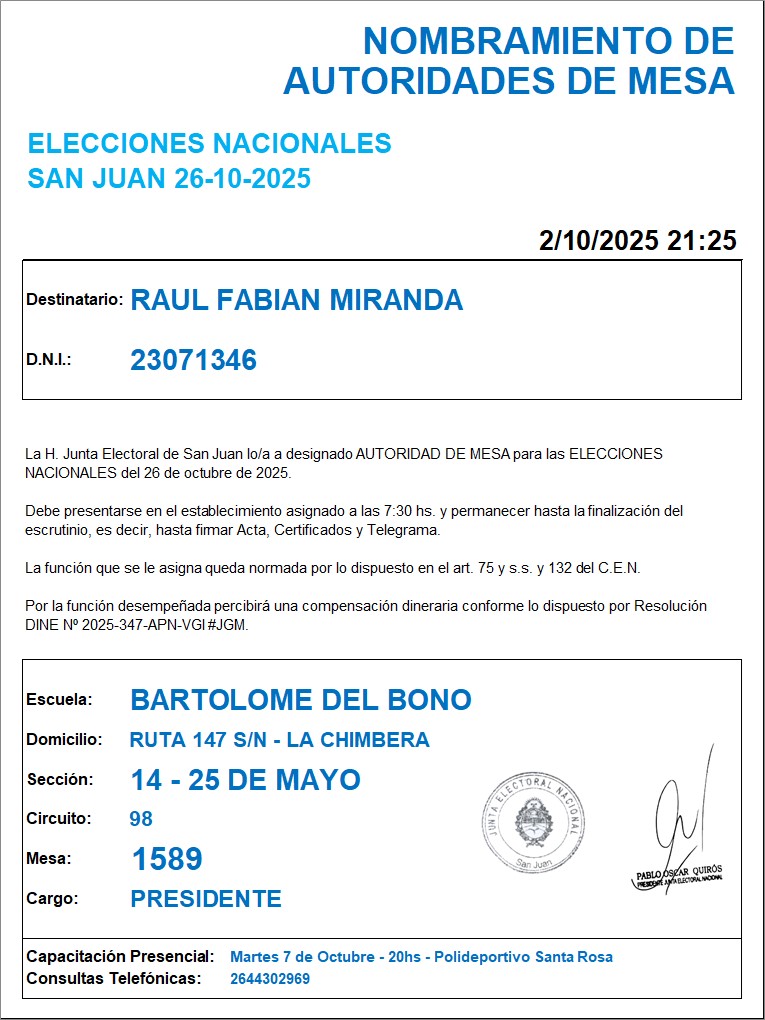 NOMBRAMIENTO DE
AUTORIDADES DE MESA
ELECCIONES NACIONALES
SAN JUAN 26-10-2025
2/10/2025 21:25
Destinatario: RAUL FABIAN MIRANDA
D.N.I.: 23071346
La H. Junta Electoral de San Juan lo/a a designado AUTORIDAD DE MESA para las ELECCIONES
NACIONALES del 26 de octubre de 2025.
Debe presentarse en el establecimiento asignado a las 7:30 hs. y permanecer hasta la finalización del
escrutinio, es decir, hasta firmar Acta, Certificados y Telegrama.
La función que se le asigna queda normada por lo dispuesto en el art. 75 y s.s. y 132 del C.E.N.
Por la función desempeñada percibirá una compensación dineraria conforme lo dispuesto por Resolución
DINE Nº 2025-347-APN-VGI#JGM.
Escuela: BARTOLOME DEL BONO
Domicilio: RUTA 147 S/N - LA CHIMBERA
Sección: 14 - 25 DE MAYO
Circuito: 98
Mesa: 1589
Cargo: PRESIDENTE
JUNTA ELECTORAL NACIONAL
San Juan
PABLO OSCAR QUIRÓS
PRESIDENTE JUNTA ELECTORAL NACIONAL
Capacitación Presencial: Martes 7 de Octubre - 20hs - Polideportivo Santa Rosa
Consultas Telefónicas: 2644302969